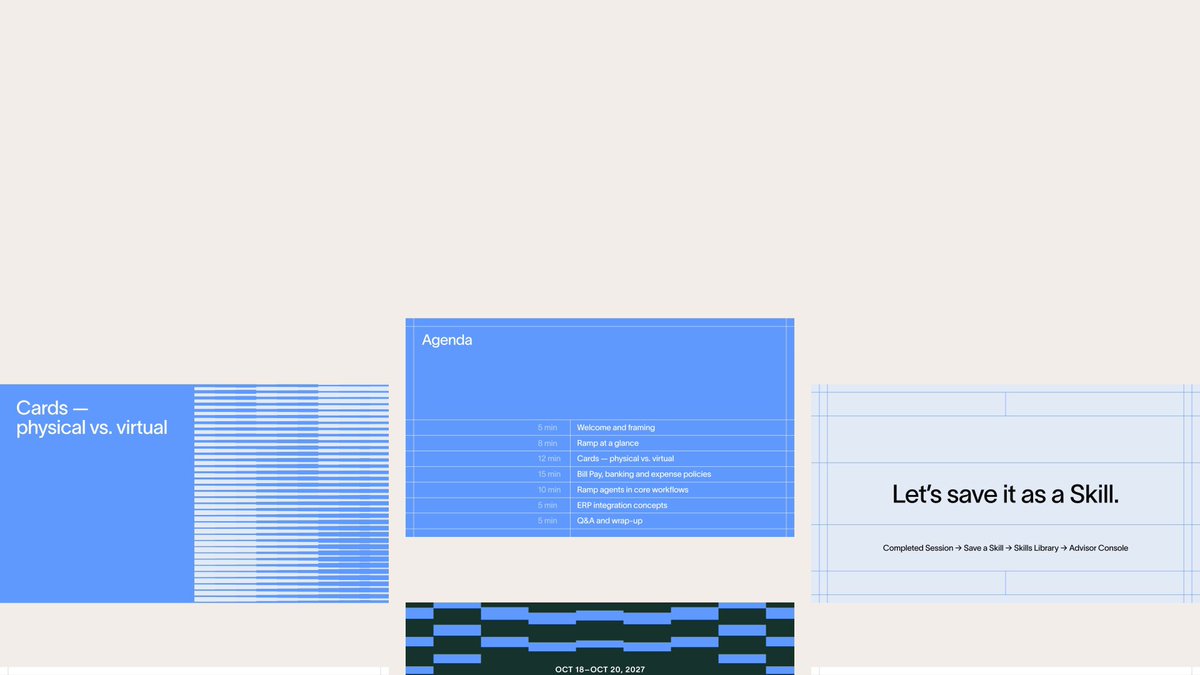 Cards —
physical vs. virtual
Agenda
5 min Welcome and framing
8 min Ramp at a glance
12 min Cards — physical vs. virtual
15 min Bill Pay, banking and expense policies
10 min Ramp agents in core workflows
5 min ERP integration concepts
5 min Q&A and wrap-up
Let’s save it as a Skill.
Completed Session → Save a Skill → Skills Library → Advisor Console
OCT 18–OCT 20, 2027